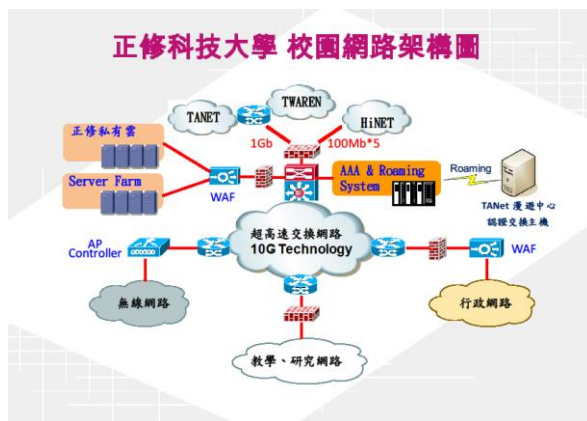 正修科技大學 校園網路架構圖
TANET
TWAREN
HiNET
1Gb
100Mb*5
正修私有雲
Server Farm
WAF
AAA & Roaming
System
Roaming
TANet 漫遊中心
認證交換主機
超高速交換網路
10G Technology
AP
Controller
WAF
無線網路
行政網路
教學、研究網路